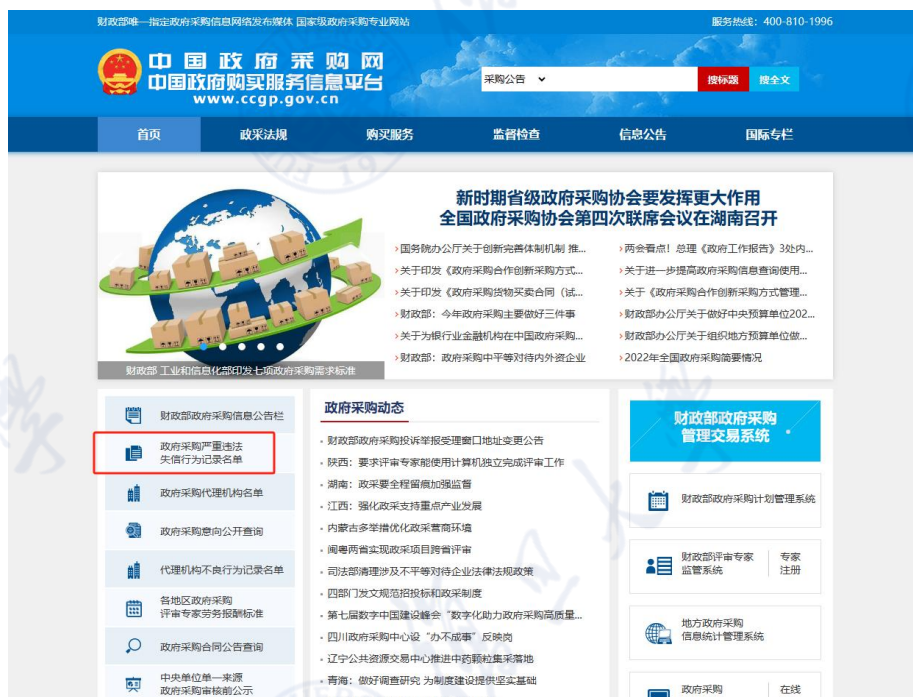 财政部唯一指定政府采购信息网络发布媒体 国家级政府采购专业网站
服务热线：400-810-1996
中国政府采购网
中国政府购买服务信息平台
www.ccgp.gov.cn
采购公告
搜标题
搜全文
首页
政采法规
购买服务
监督检查
信息公告
国际专栏
新时期省级政府采购协会要发挥更大作用
全国政府采购协会第四次联席会议在湖南召开
国务院办公厅关于创新完善体制机制 推...
两会看点！总理《政府工作报告》3处内...
关于印发《政府采购合作创新采购方式...
关于进一步提高政府采购信息查询使用...
关于印发《政府采购货物买卖合同（试...
关于《政府采购合作创新采购方式管理...
财政部：今年政府采购主要做好三件事
财政部办公厅关于做好中央预算单位202...
关于为银行业金融机构在中国政府采购...
财政部办公厅关于组织地方预算单位做...
财政部：政府采购中平等对待内外资企业
2022年全国政府采购简要情况
财政部 工业和信息化部印发七项政府采购需求标准
财政部政府采购信息公告栏
政府采购严重违法
失信行为记录名单
政府采购代理机构名单
政府采购意向公开查询
代理机构不良行为记录名单
各地区政府采购
评审专家劳务报酬标准
政府采购合同公告查询
中央单位单一来源
政府采购审核前公示
政府采购动态
财政部政府采购投诉举报受理窗口地址变更公告
陕西：要求评审专家能使用计算机独立完成评审工作
湖南：政采要全程留痕加强监督
江西：强化政采支持重点产业发展
内蒙古多举措优化政采营商环境
闽粤两省实现政采项目跨省评审
司法部清理涉及不平等对待企业法律法规政策
四部门发文规范招投标和政采制度
第七届数字中国建设峰会“数字化助力政府采购高质量...
四川政府采购中心设“办不成事”反映岗
辽宁公共资源交易中心推进中药颗粒集采落地
青海：做好调查研究 为制度建设提供坚实基础
财政部政府采购
管理交易系统
财政部政府采购计划管理系统
财政部评审专家
监管系统
专家
注册
地方政府采购
信息统计管理系统
政府采购
在线